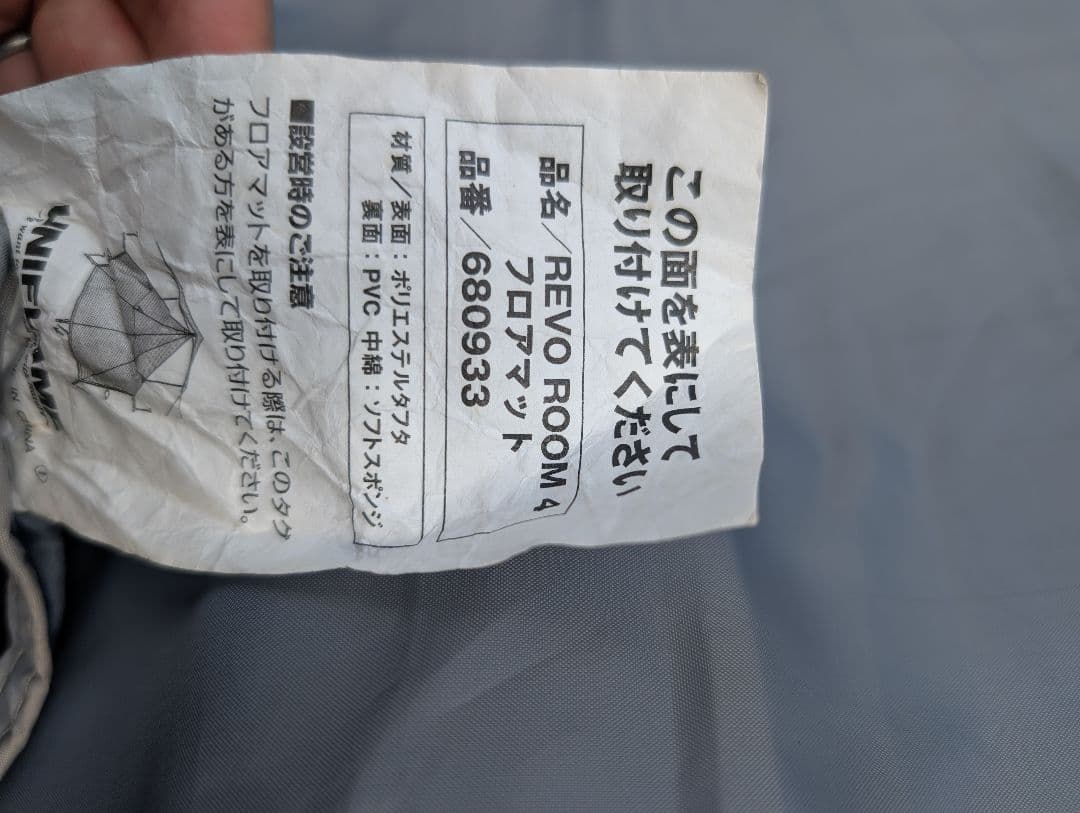 この面を表にして
取り付けてください
品名／REVO ROOM 4
フロアマット
品番／680933
材質／表面：ポリエステルタフタ
裏面：PVC 中綿：ソフトスポンジ
■設営時のご注意
フロアマットを取り付ける際は、このタグ
がある方を表にして取り付けてください。
UNIFLAME
IN CHINA